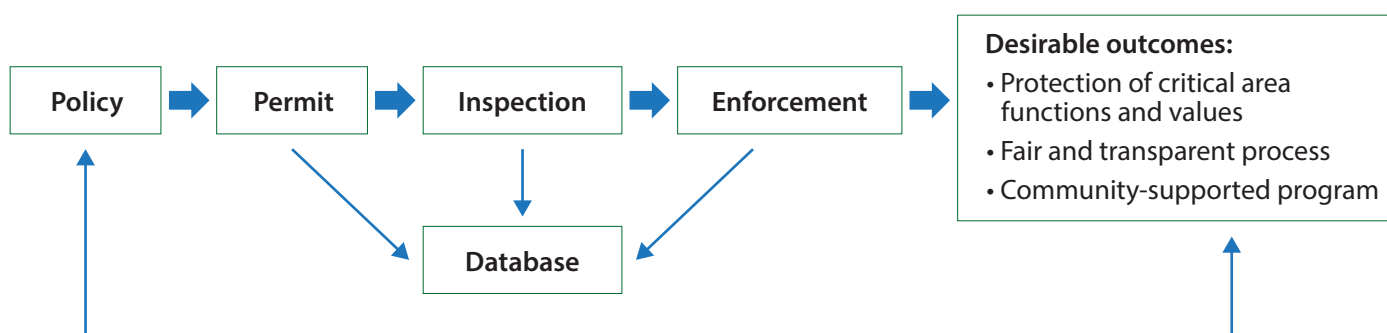 Policy
Permit
Inspection
Enforcement
Desirable outcomes:
• Protection of critical area
functions and values
• Fair and transparent process
• Community-supported program
Database